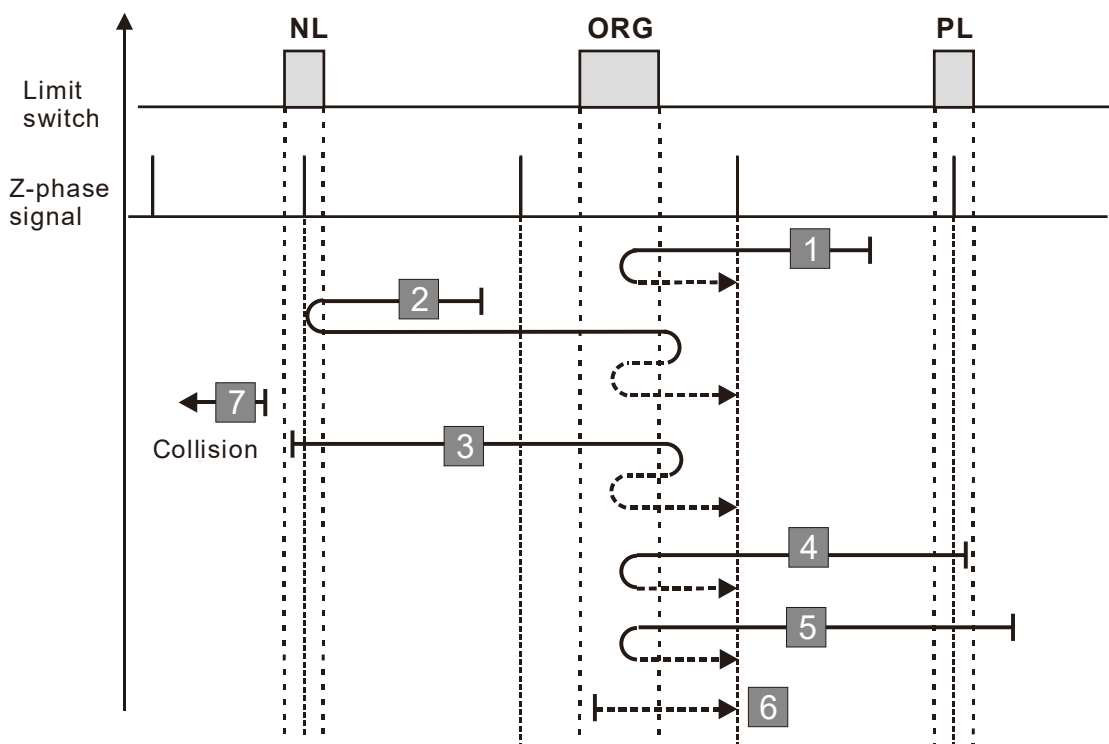 NL
ORG
PL
Limit
switch
Z-phase
signal
1
2
7
Collision
3
4
5
6